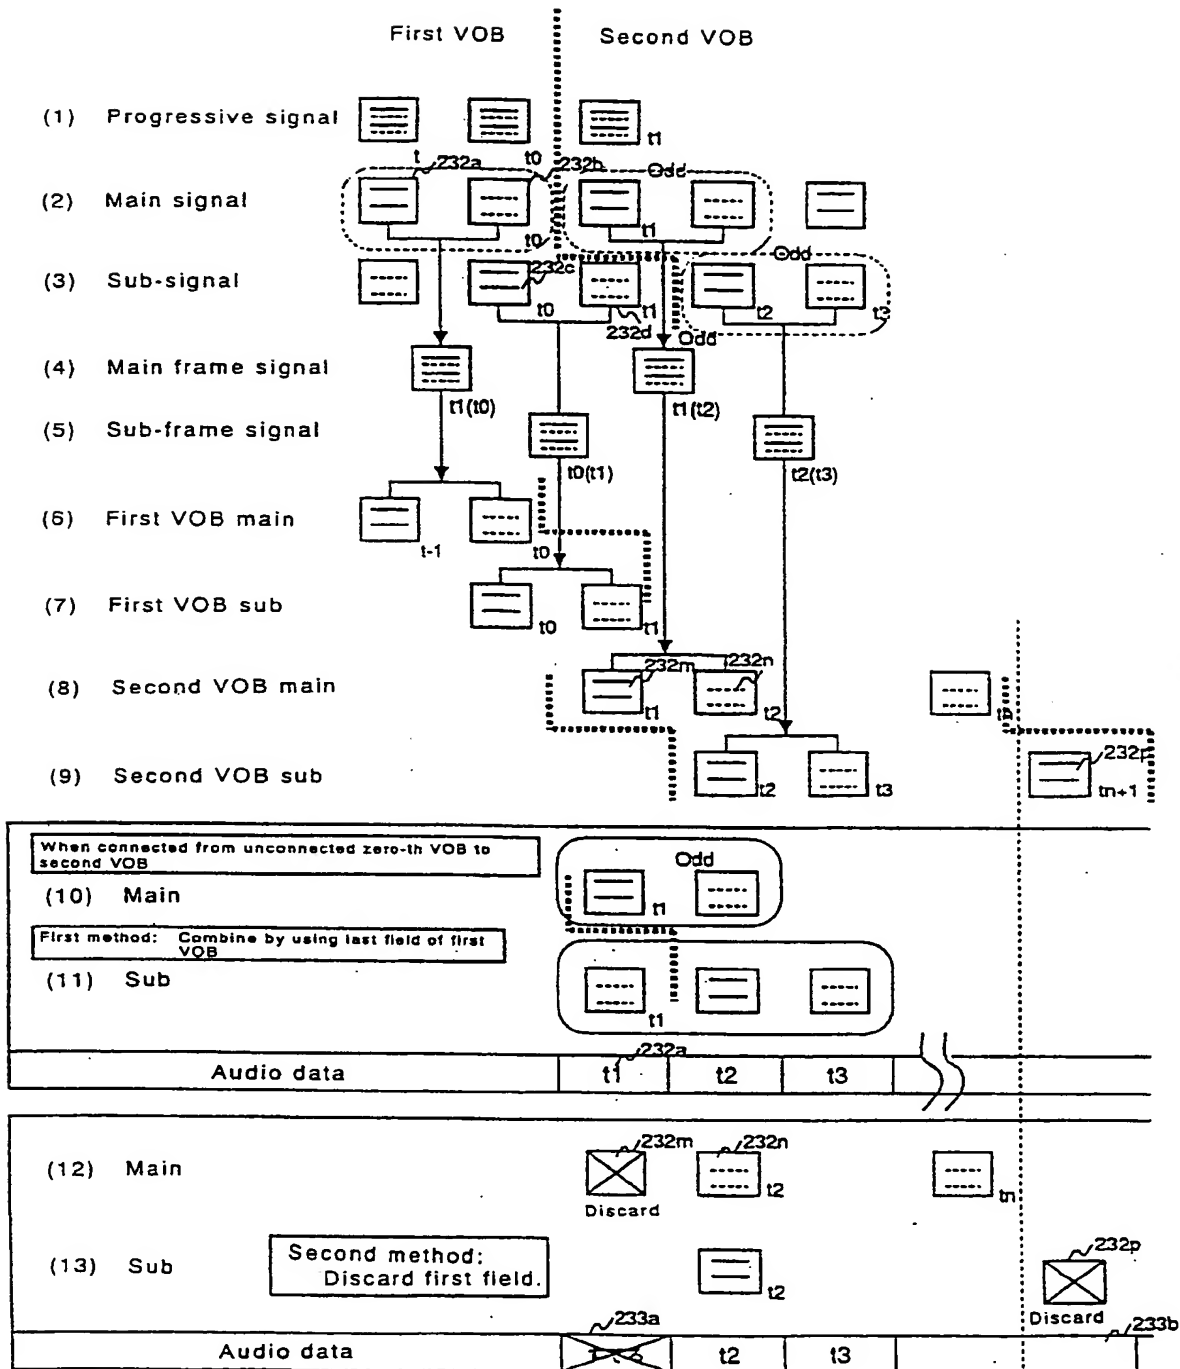 First VOB
Second VOB
(1) Progressive signal
t
t0
t1
(2) Main signal
232a
232b
Odd
t0
t1
(3) Sub-signal
232c
t0
t1
232d
Odd
t2
t3
Odd
(4) Main frame signal
t1(t0)
t1(t2)
(5) Sub-frame signal
t0(t1)
t2(t3)
(6) First VOB main
t-1
t0
(7) First VOB sub
t0
t1
(8) Second VOB main
232m
232n
t1
t2
(9) Second VOB sub
t2
t3
232p
tn+1
When connected from unconnected zero-th VOB to
second VOB
(10) Main
Odd
t1
First method: Combine by using last field of first
VOB
(11) Sub
t1
232a
Audio data
t1
t2
t3
(12) Main
232m
232n
Discard
t2
tn
(13) Sub
Second method:
Discard first field.
t2
232p
Discard
233a
233b
Audio data
t2
t3